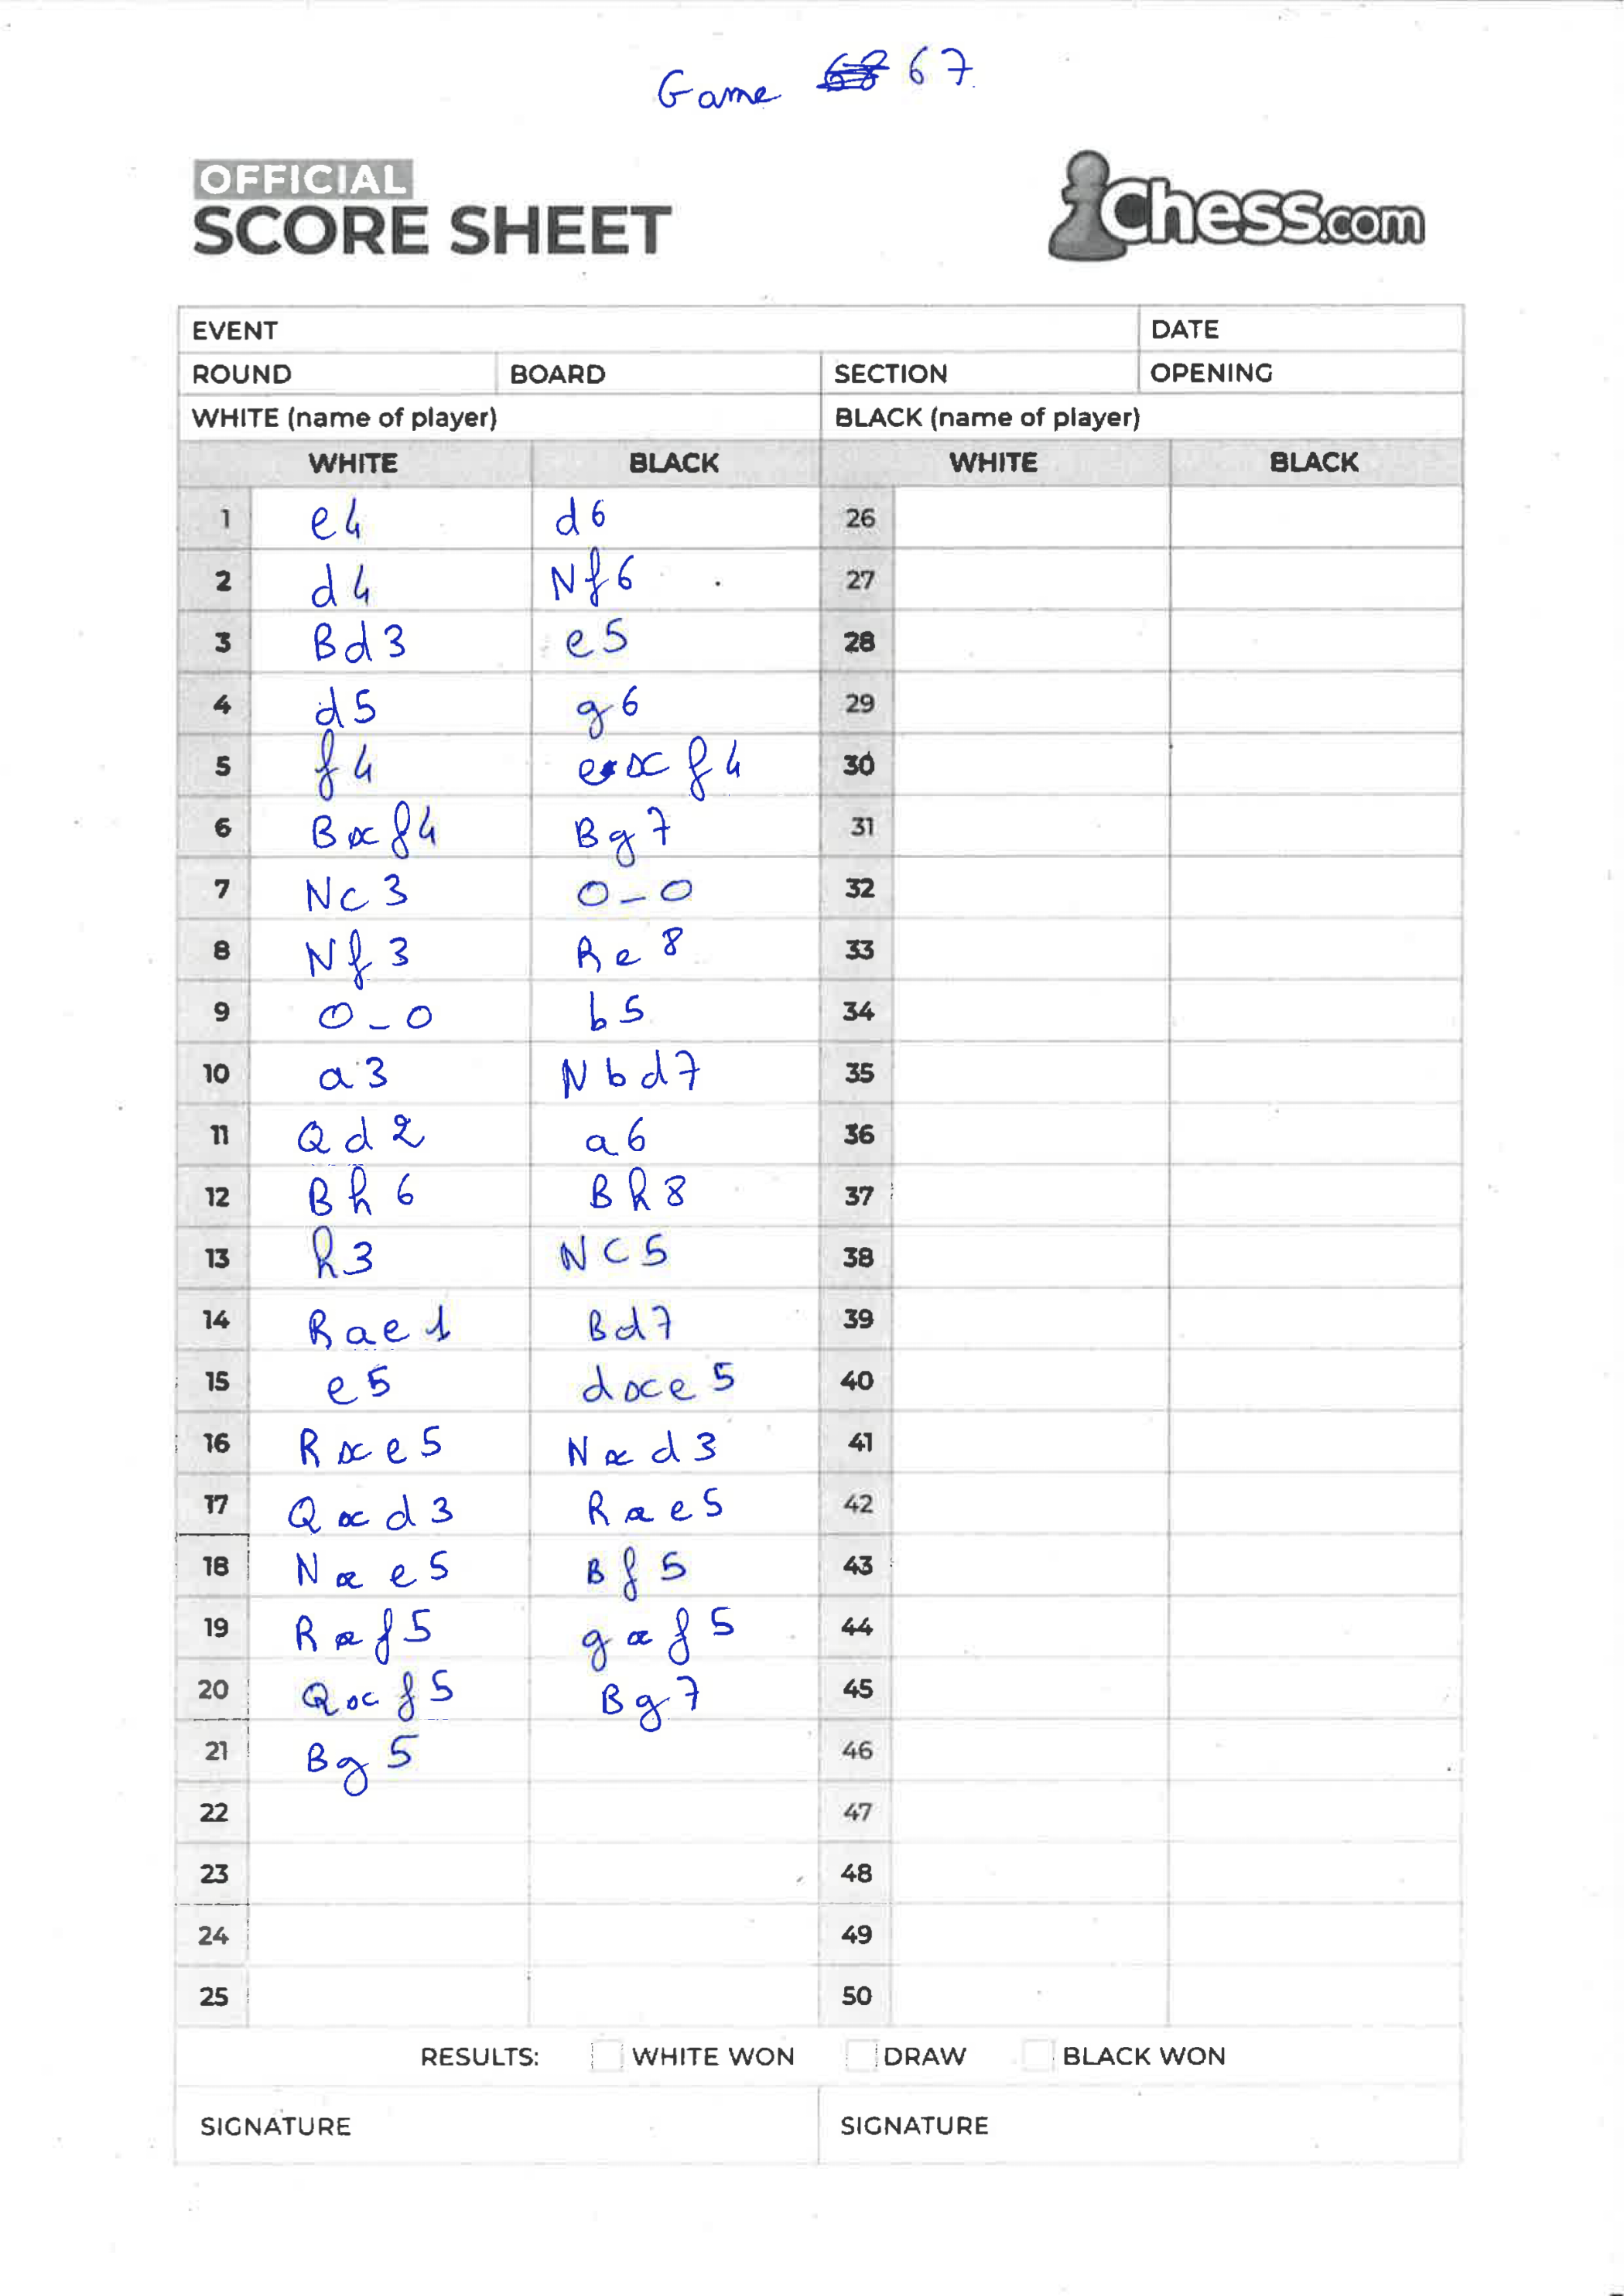 Game 67.
OFFICIAL
SCORE SHEET
Chess.com
EVENT DATE
ROUND BOARD SECTION OPENING
WHITE (name of player) BLACK (name of player)
WHITE BLACK WHITE BLACK
1 e4 d6 26
2 d4 Nf6 27
3 Bd3 e5 28
4 d5 g6 29
5 f4 exf4 30
6 Bxf4 Bg7 31
7 Nc3 O-O 32
8 Nf3 Re8 33
9 O-O b5 34
10 a3 Nbd7 35
11 Qd2 a6 36
12 Bh6 Bh8 37
13 h3 NC5 38
14 Rae1 Bd7 39
15 e5 dxe5 40
16 Rxe5 Nxd3 41
17 Qxd3 Rxe5 42
18 Nxe5 Bf5 43
19 Rxf5 gxf5 44
20 Qxf5 Bg7 45
21 Bg5 46
22 47
23 48
24 49
25 50
RESULTS: WHITE WON DRAW BLACK WON
SIGNATURE SIGNATURE